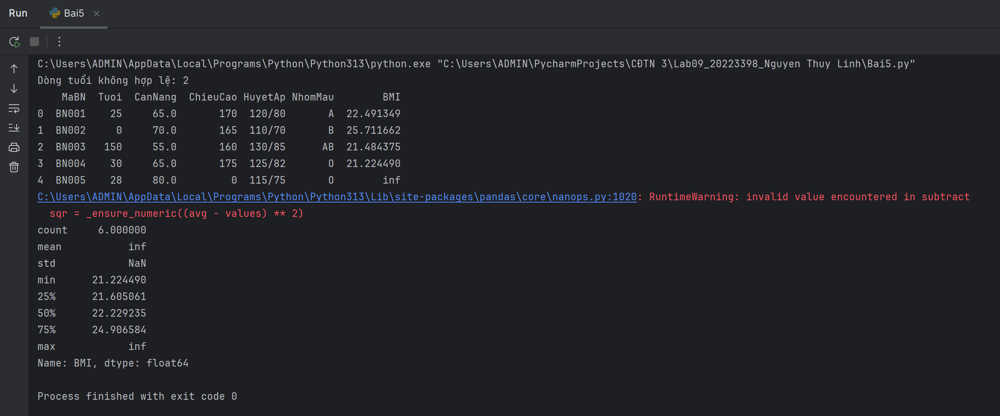 Run Bai5
C:\Users\ADMIN\AppData\Local\Programs\Python\Python313\python.exe "C:\Users\ADMIN\PycharmProjects\CĐTN 3\Lab09_20223398_Nguyen Thuy Linh\Bai5.py"
Dòng tuổi không hợp lệ: 2
    MaBN  Tuoi  CanNang  ChieuCao HuyetAp NhomMau        BMI
0  BN001    25     65.0       170  120/80       A  22.491349
1  BN002     0     70.0       165  110/70       B  25.711662
2  BN003   150     55.0       160  130/85      AB  21.484375
3  BN004    30     65.0       175  125/82       O  21.224490
4  BN005    28     80.0         0  115/75       O        inf
C:\Users\ADMIN\AppData\Local\Programs\Python\Python313\Lib\site-packages\pandas\core\nanops.py:1020: RuntimeWarning: invalid value encountered in subtract
  sqr = _ensure_numeric((avg - values) ** 2)
count     6.000000
mean           inf
std            NaN
min      21.224490
25%      21.605061
50%      22.229235
75%      24.906584
max            inf
Name: BMI, dtype: float64
Process finished with exit code 0